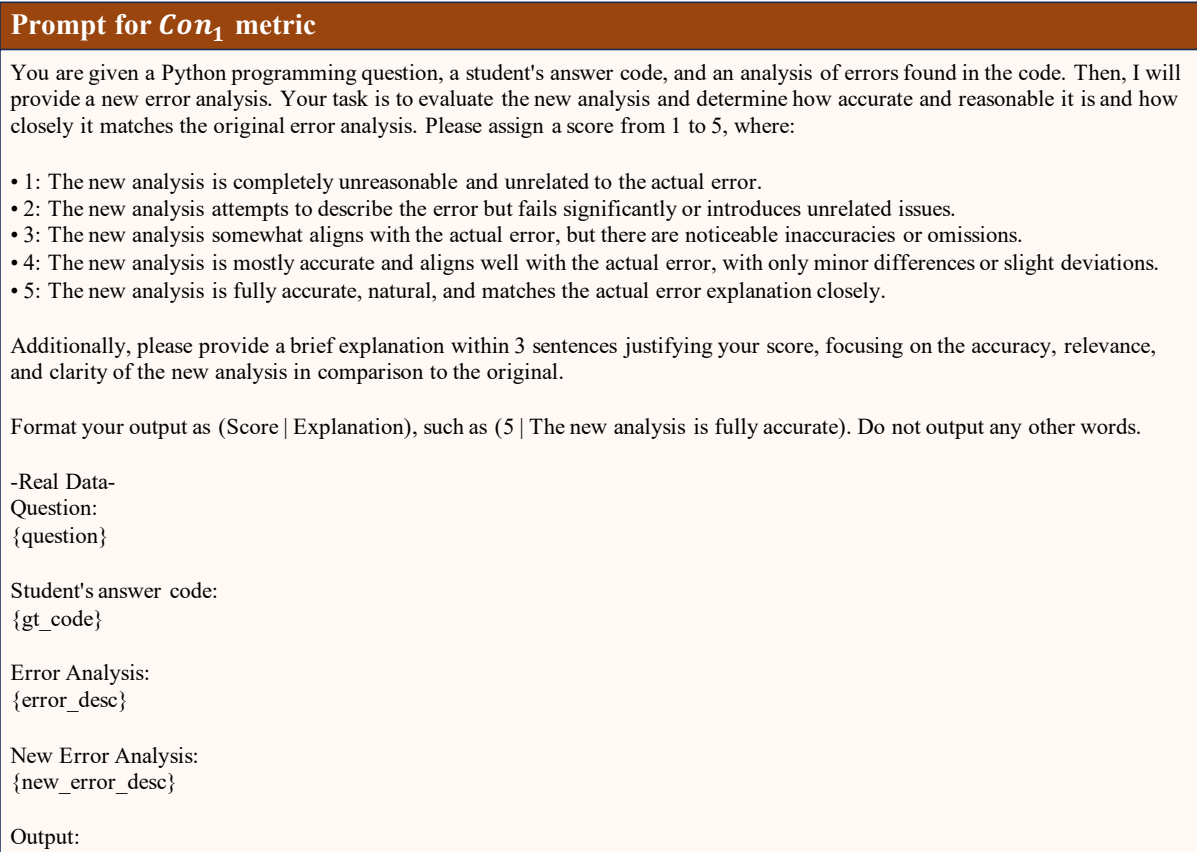 Prompt for Con₁ metric
You are given a Python programming question, a student's answer code, and an analysis of errors found in the code. Then, I will
provide a new error analysis. Your task is to evaluate the new analysis and determine how accurate and reasonable it is and how
closely it matches the original error analysis. Please assign a score from 1 to 5, where:
• 1: The new analysis is completely unreasonable and unrelated to the actual error.
• 2: The new analysis attempts to describe the error but fails significantly or introduces unrelated issues.
• 3: The new analysis somewhat aligns with the actual error, but there are noticeable inaccuracies or omissions.
• 4: The new analysis is mostly accurate and aligns well with the actual error, with only minor differences or slight deviations.
• 5: The new analysis is fully accurate, natural, and matches the actual error explanation closely.
Additionally, please provide a brief explanation within 3 sentences justifying your score, focusing on the accuracy, relevance,
and clarity of the new analysis in comparison to the original.
Format your output as (Score | Explanation), such as (5 | The new analysis is fully accurate). Do not output any other words.
-Real Data-
Question:
{question}
Student's answer code:
{gt_code}
Error Analysis:
{error_desc}
New Error Analysis:
{new_error_desc}
Output: